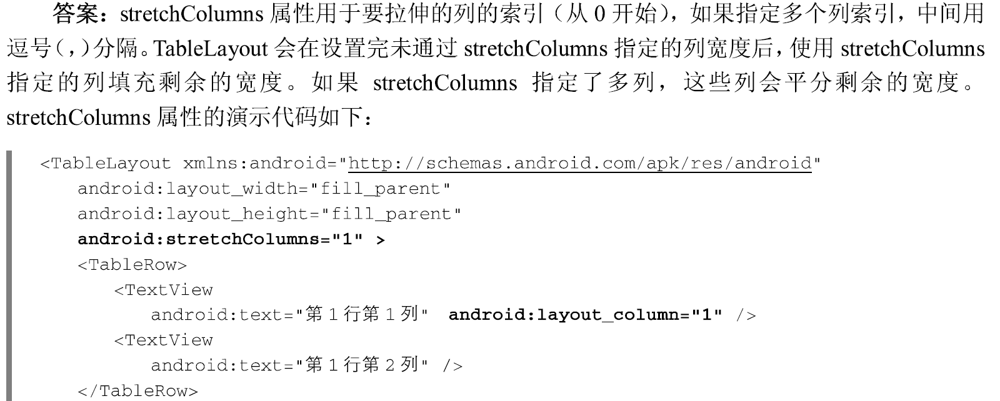 答案：stretchColumns 属性用于要拉伸的列的索引（从 0 开始），如果指定多个列索引，中间用
逗号（，）分隔。TableLayout 会在设置完未通过 stretchColumns 指定的列宽度后，使用 stretchColumns
指定的列填充剩余的宽度。如果 stretchColumns 指定了多列，这些列会平分剩余的宽度。
stretchColumns 属性的演示代码如下：
<TableLayout xmlns:android="http://schemas.android.com/apk/res/android"
android:layout_width="fill_parent"
android:layout_height="fill_parent"
android:stretchColumns="1" >
<TableRow>
<TextView
android:text="第 1 行第 1 列" android:layout_column="1" />
<TextView
android:text="第 1 行第 2 列" />
</TableRow>